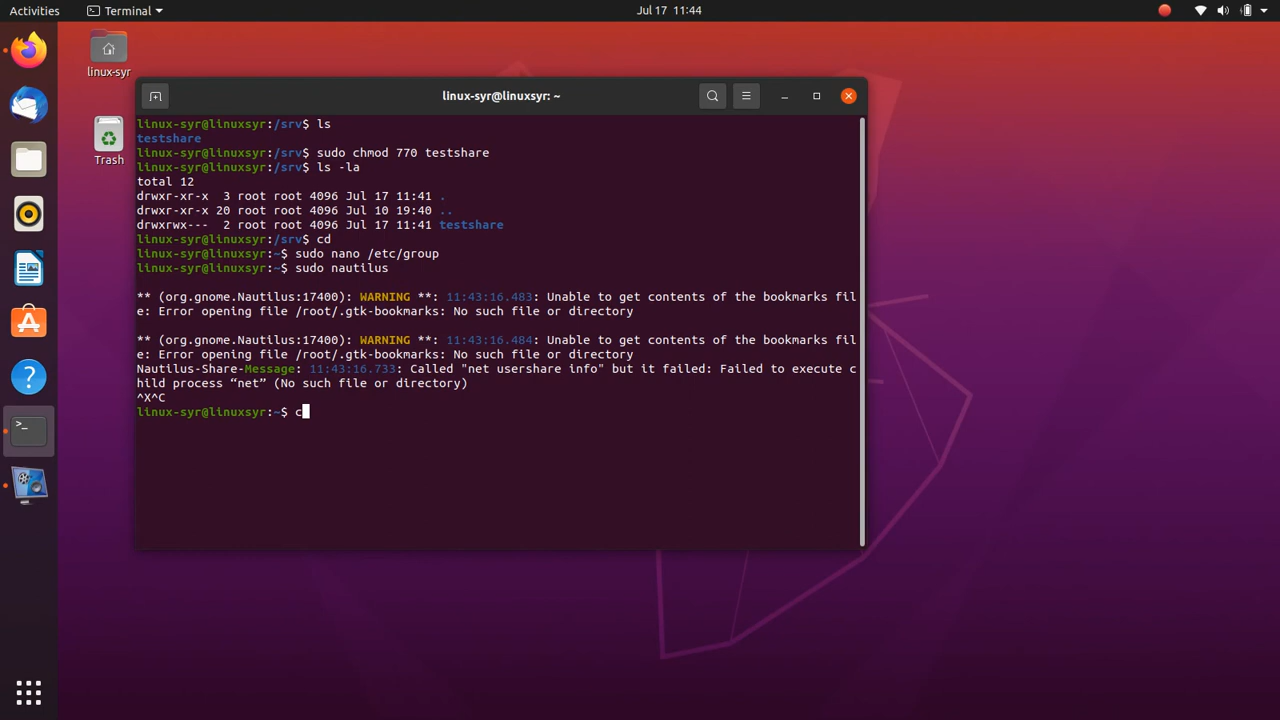 Activities
Terminal
Jul 17 11:44
linux-syr
Trash
linux-syr@linuxsyr: ~
linux-syr@linuxsyr:/srv$ ls
testshare
linux-syr@linuxsyr:/srv$ sudo chmod 770 testshare
linux-syr@linuxsyr:/srv$ ls -la
total 12
drwxr-xr-x  3 root root 4096 Jul 17 11:41 .
drwxr-xr-x 20 root root 4096 Jul 10 19:40 ..
drwxrwx---  2 root root 4096 Jul 17 11:41 testshare
linux-syr@linuxsyr:/srv$ cd
linux-syr@linuxsyr:~$ sudo nano /etc/group
linux-syr@linuxsyr:~$ sudo nautilus
** (org.gnome.Nautilus:17400): WARNING **: 11:43:16.483: Unable to get contents of the bookmarks fil
e: Error opening file /root/.gtk-bookmarks: No such file or directory
** (org.gnome.Nautilus:17400): WARNING **: 11:43:16.484: Unable to get contents of the bookmarks fil
e: Error opening file /root/.gtk-bookmarks: No such file or directory
Nautilus-Share-Message: 11:43:16.733: Called "net usershare info" but it failed: Failed to execute c
hild process “net” (No such file or directory)
^X^C
linux-syr@linuxsyr:~$ c